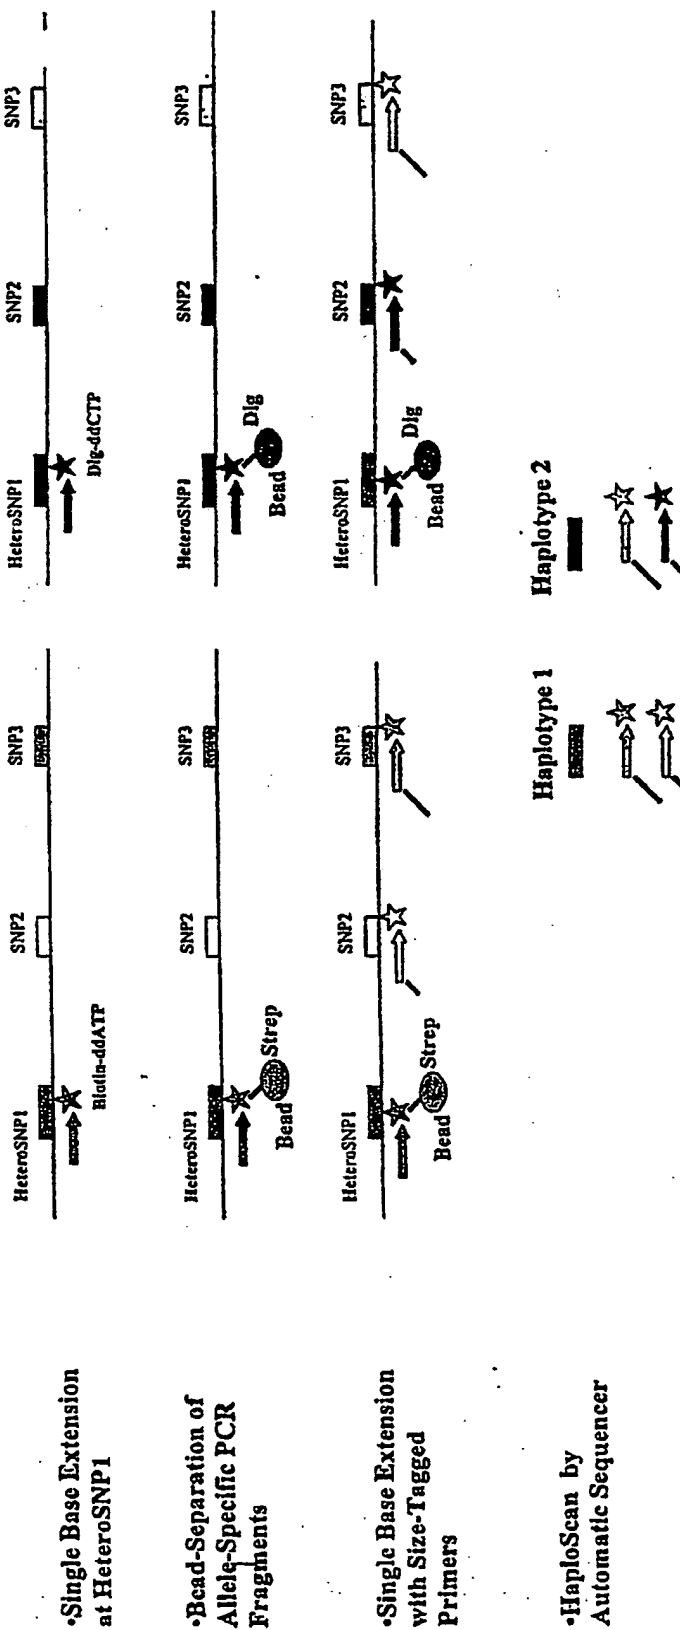 •Single Base Extension
at HeteroSNP1
HeteroSNP1
SNP2
SNP3
Biotin-ddATP
HeteroSNP1
SNP2
SNP3
Dig-ddCTP
•Bead-Separation of
Allele-Specific PCR
Fragments
HeteroSNP1
SNP2
SNP3
Bead
Strep
HeteroSNP1
SNP2
SNP3
Bead
Dig
•Single Base Extension
with Size-Tagged
Primers
HeteroSNP1
SNP2
SNP3
Bead
Strep
HeteroSNP1
SNP2
SNP3
Bead
Dig
•HaploScan by
Automatic Sequencer
Haplotype 1
Haplotype 2